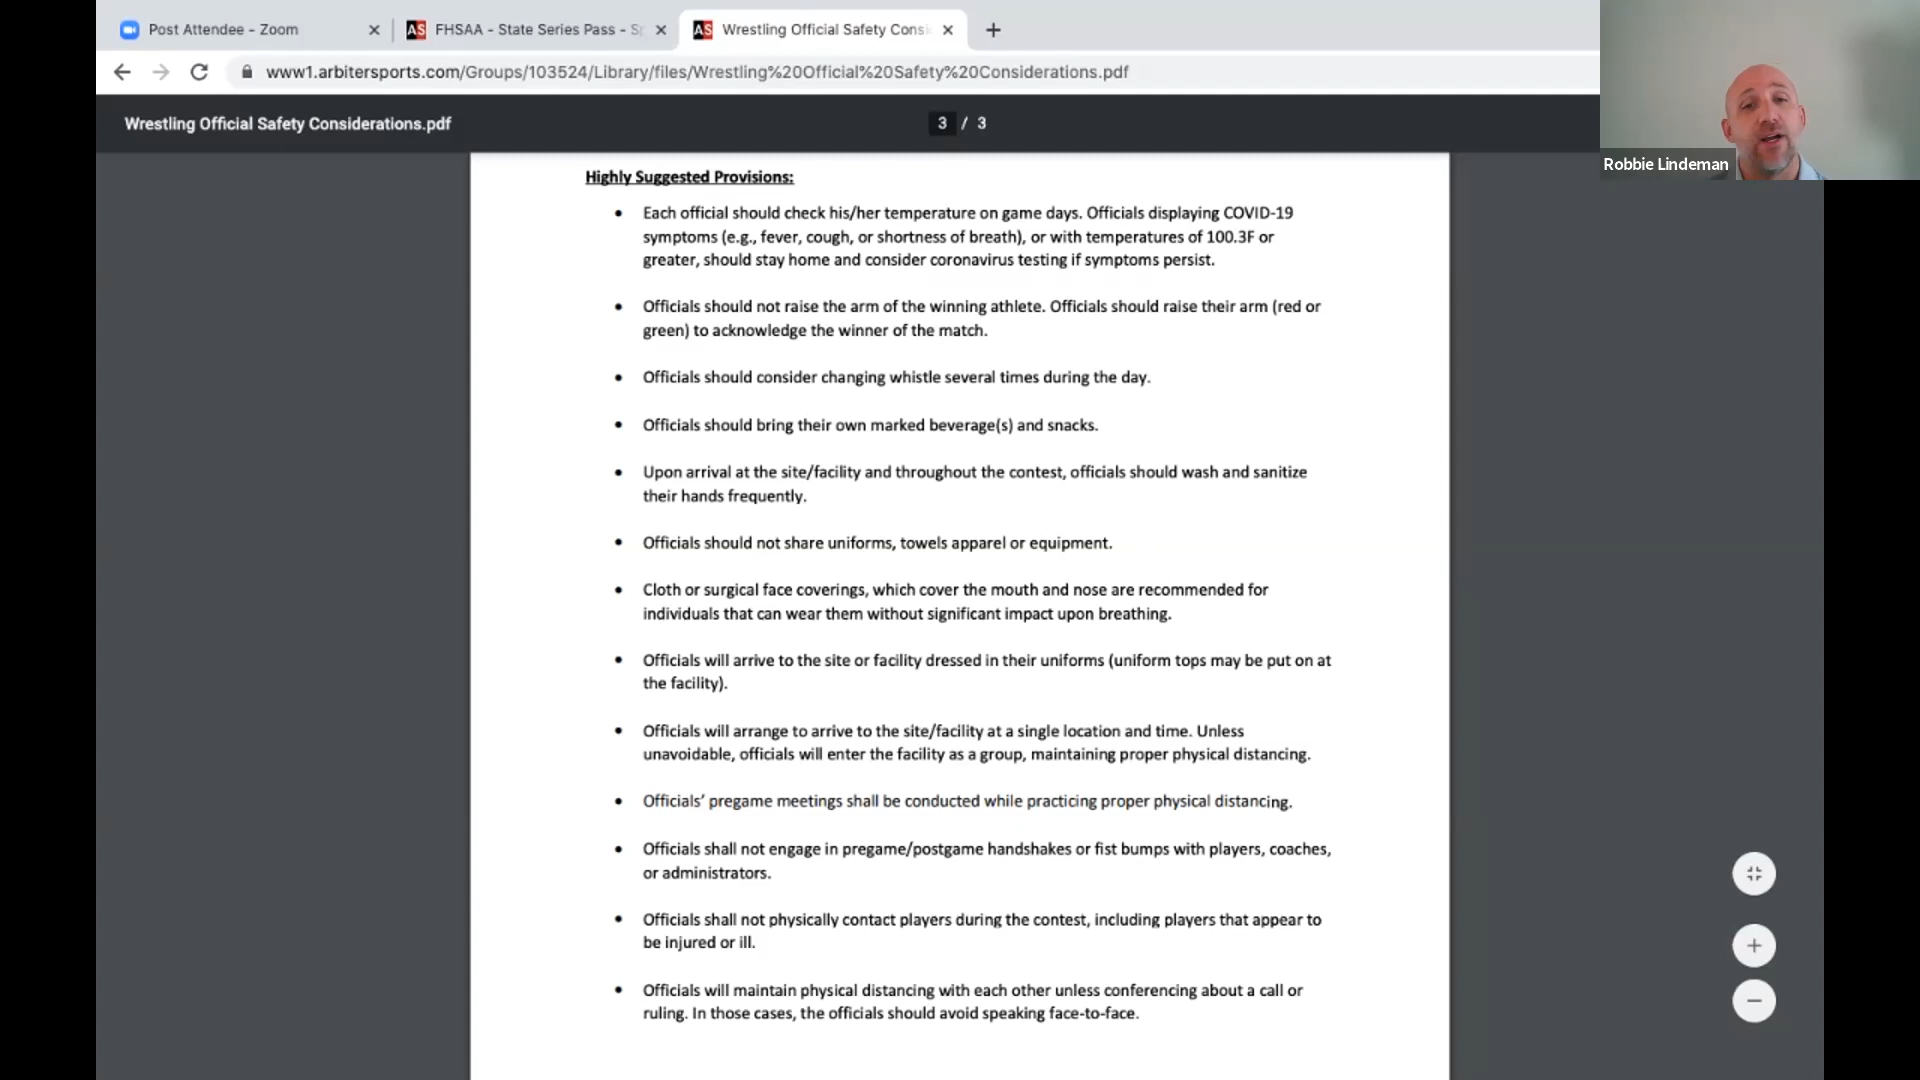 Post Attendee - Zoom
AS FHSAA - State Series Pass - Sp
AS Wrestling Official Safety Consi
www1.arbitersports.com/Groups/103524/Library/files/Wrestling%20Official%20Safety%20Considerations.pdf
Wrestling Official Safety Considerations.pdf
3 / 3
Robbie Lindeman
Highly Suggested Provisions:
• Each official should check his/her temperature on game days. Officials displaying COVID-19
symptoms (e.g., fever, cough, or shortness of breath), or with temperatures of 100.3F or
greater, should stay home and consider coronavirus testing if symptoms persist.
• Officials should not raise the arm of the winning athlete. Officials should raise their arm (red or
green) to acknowledge the winner of the match.
• Officials should consider changing whistle several times during the day.
• Officials should bring their own marked beverage(s) and snacks.
• Upon arrival at the site/facility and throughout the contest, officials should wash and sanitize
their hands frequently.
• Officials should not share uniforms, towels apparel or equipment.
• Cloth or surgical face coverings, which cover the mouth and nose are recommended for
individuals that can wear them without significant impact upon breathing.
• Officials will arrive to the site or facility dressed in their uniforms (uniform tops may be put on at
the facility).
• Officials will arrange to arrive to the site/facility at a single location and time. Unless
unavoidable, officials will enter the facility as a group, maintaining proper physical distancing.
• Officials’ pregame meetings shall be conducted while practicing proper physical distancing.
• Officials shall not engage in pregame/postgame handshakes or fist bumps with players, coaches,
or administrators.
• Officials shall not physically contact players during the contest, including players that appear to
be injured or ill.
• Officials will maintain physical distancing with each other unless conferencing about a call or
ruling. In those cases, the officials should avoid speaking face-to-face.